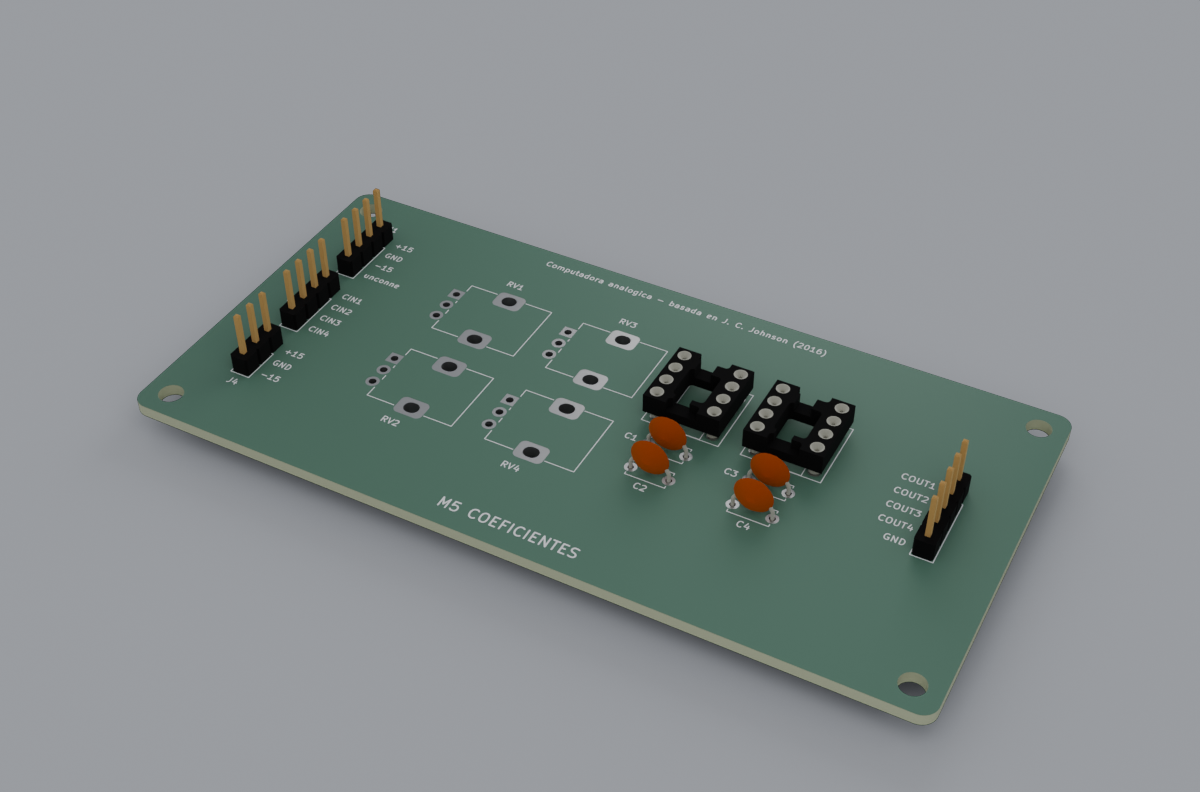 +15
GND
-15
unconne
CIN1
CIN2
CIN3
CIN4
+15
GND
-15
J4
Computadora analogica – basada en J. C. Johnson (2016)
RV1
RV3
RV2
RV4
C1
C2
C3
C4
COUT1
COUT2
COUT3
COUT4
GND
M5 COEFICIENTES